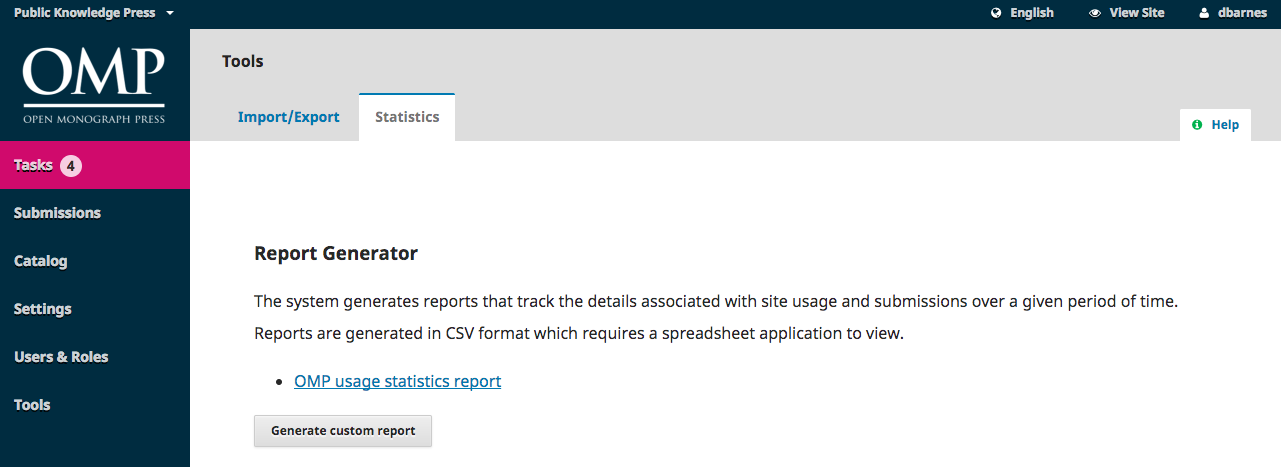 Public Knowledge Press
English
View Site
dbarnes
OMP
OPEN MONOGRAPH PRESS
Tools
Import/Export
Statistics
Help
Tasks 4
Submissions
Catalog
Settings
Users & Roles
Tools
Report Generator
The system generates reports that track the details associated with site usage and submissions over a given period of time.
Reports are generated in CSV format which requires a spreadsheet application to view.
OMP usage statistics report
Generate custom report